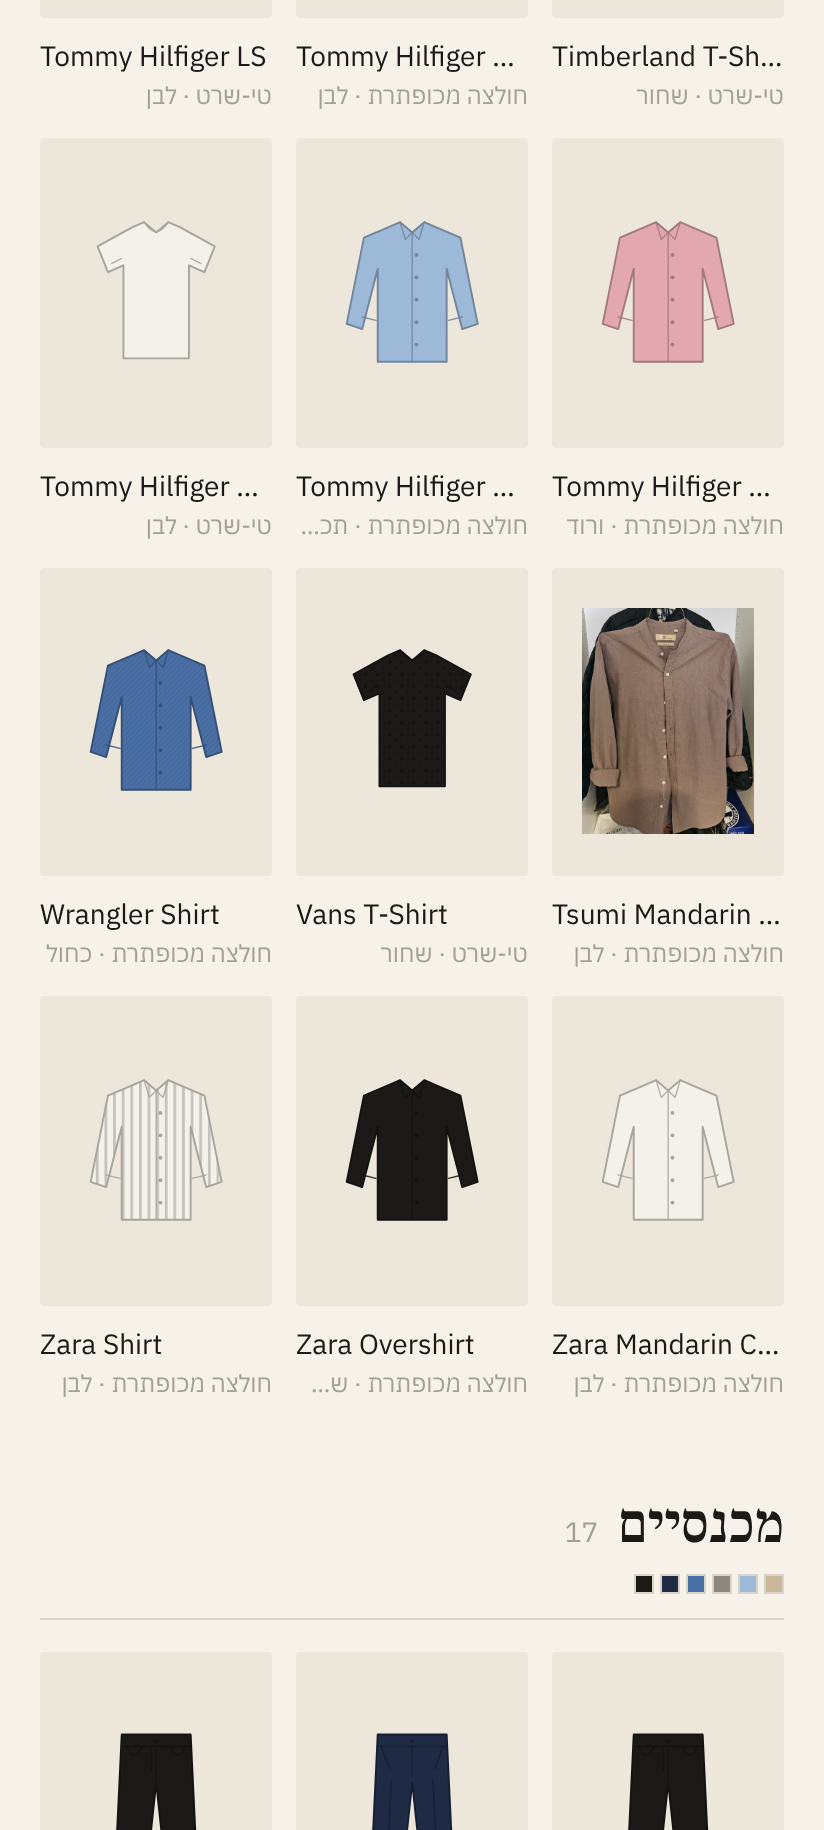 Timberland T-Sh...
טי-שרט · שחור
Tommy Hilfiger ...
חולצה מכופתרת · לבן
Tommy Hilfiger LS
טי-שרט · לבן
Tommy Hilfiger ...
חולצה מכופתרת · ורוד
Tommy Hilfiger ...
חולצה מכופתרת · תכ...
Tommy Hilfiger ...
טי-שרט · לבן
Tsumi Mandarin ...
חולצה מכופתרת · לבן
Vans T-Shirt
טי-שרט · שחור
Wrangler Shirt
חולצה מכופתרת · כחול
Zara Mandarin C...
חולצה מכופתרת · לבן
Zara Overshirt
חולצה מכופתרת · ש...
Zara Shirt
חולצה מכופתרת · לבן
מכנסיים 17